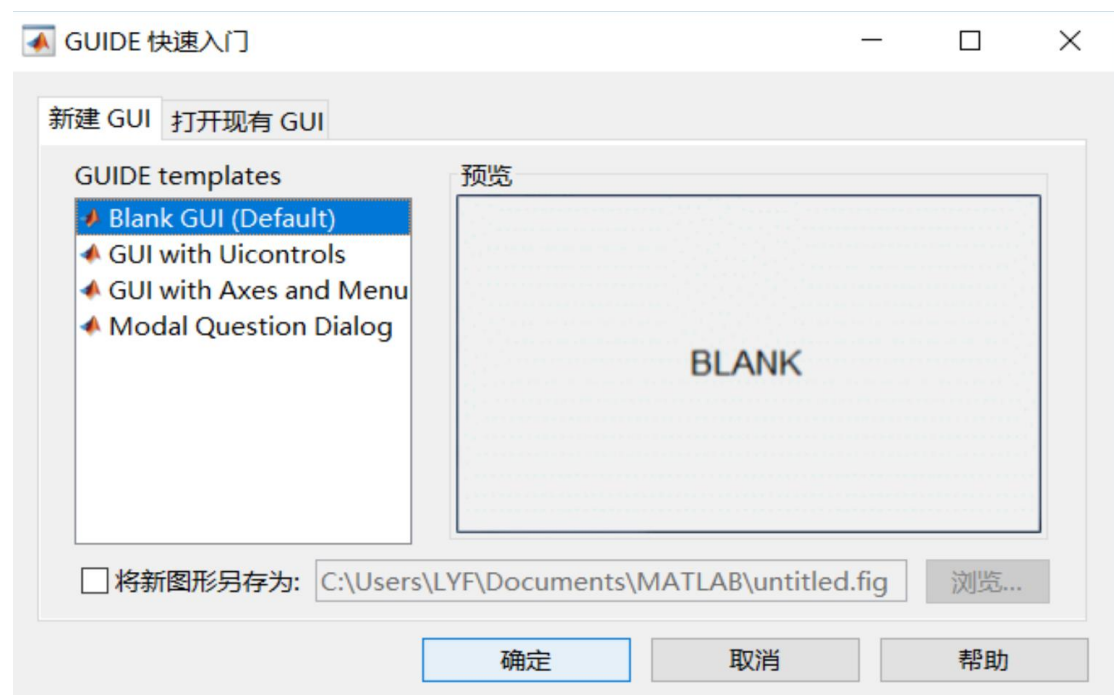 GUIDE 快速入门
新建 GUI 打开现有 GUI
GUIDE templates
Blank GUI (Default)
GUI with Uicontrols
GUI with Axes and Menu
Modal Question Dialog
预览
BLANK
将新图形另存为: C:\Users\LYF\Documents\MATLAB\untitled.fig 浏览...
确定 取消 帮助